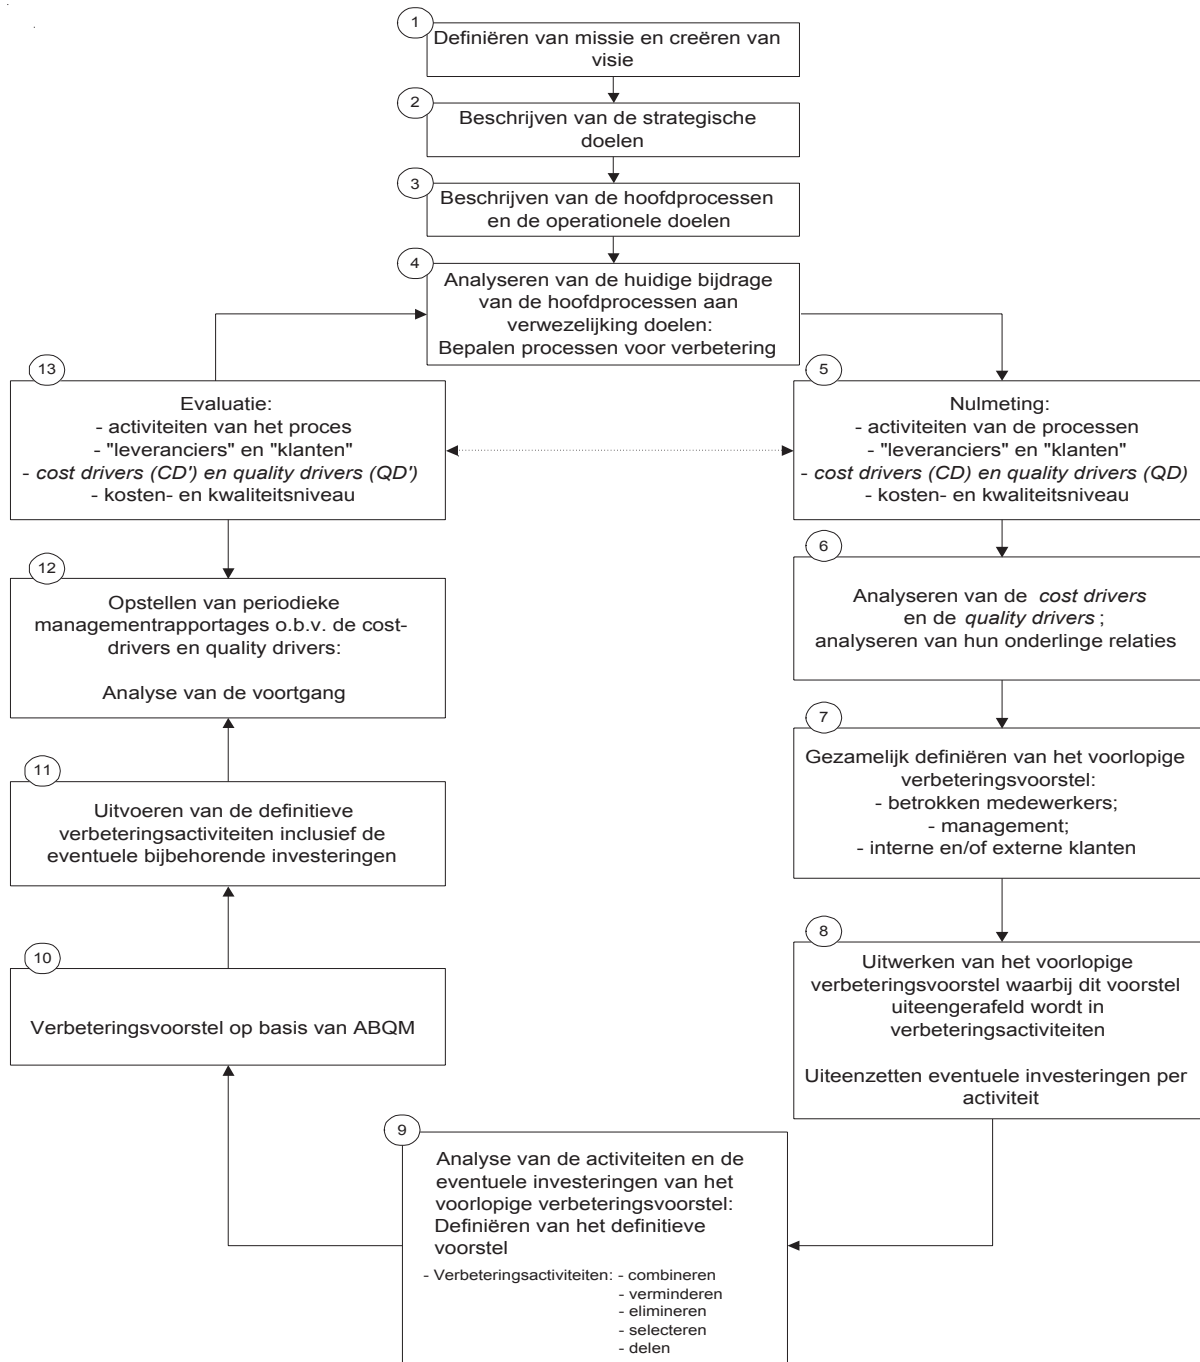 1
Definiëren van missie en creëren van
visie
2
Beschrijven van de strategische
doelen
3
Beschrijven van de hoofdprocessen
en de operationele doelen
4
Analyseren van de huidige bijdrage
van de hoofdprocessen aan
verwezelijking doelen:
Bepalen processen voor verbetering
5
Nulmeting:
- activiteiten van de processen
- "leveranciers" en "klanten"
- cost drivers (CD) en quality drivers (QD)
- kosten- en kwaliteitsniveau
6
Analyseren van de cost drivers
en de quality drivers ;
analyseren van hun onderlinge relaties
7
Gezamelijk definiëren van het voorlopige
verbeteringsvoorstel:
- betrokken medewerkers;
- management;
- interne en/of externe klanten
8
Uitwerken van het voorlopige
verbeteringsvoorstel waarbij dit voorstel
uiteengerafeld wordt in
verbeteringsactiviteiten
Uiteenzetten eventuele investeringen per
activiteit
9
Analyse van de activiteiten en de
eventuele investeringen van het
voorlopige verbeteringsvoorstel:
Definiëren van het definitieve
voorstel
- Verbeteringsactiviteiten: - combineren
- verminderen
- elimineren
- selecteren
- delen
10
Verbeteringsvoorstel op basis van ABQM
11
Uitvoeren van de definitieve
verbeteringsactiviteiten inclusief de
eventuele bijbehorende investeringen
12
Opstellen van periodieke
managementrapportages o.b.v. de cost-
drivers en quality drivers:
Analyse van de voortgang
13
Evaluatie:
- activiteiten van het proces
- "leveranciers" en "klanten"
- cost drivers (CD') en quality drivers (QD')
- kosten- en kwaliteitsniveau